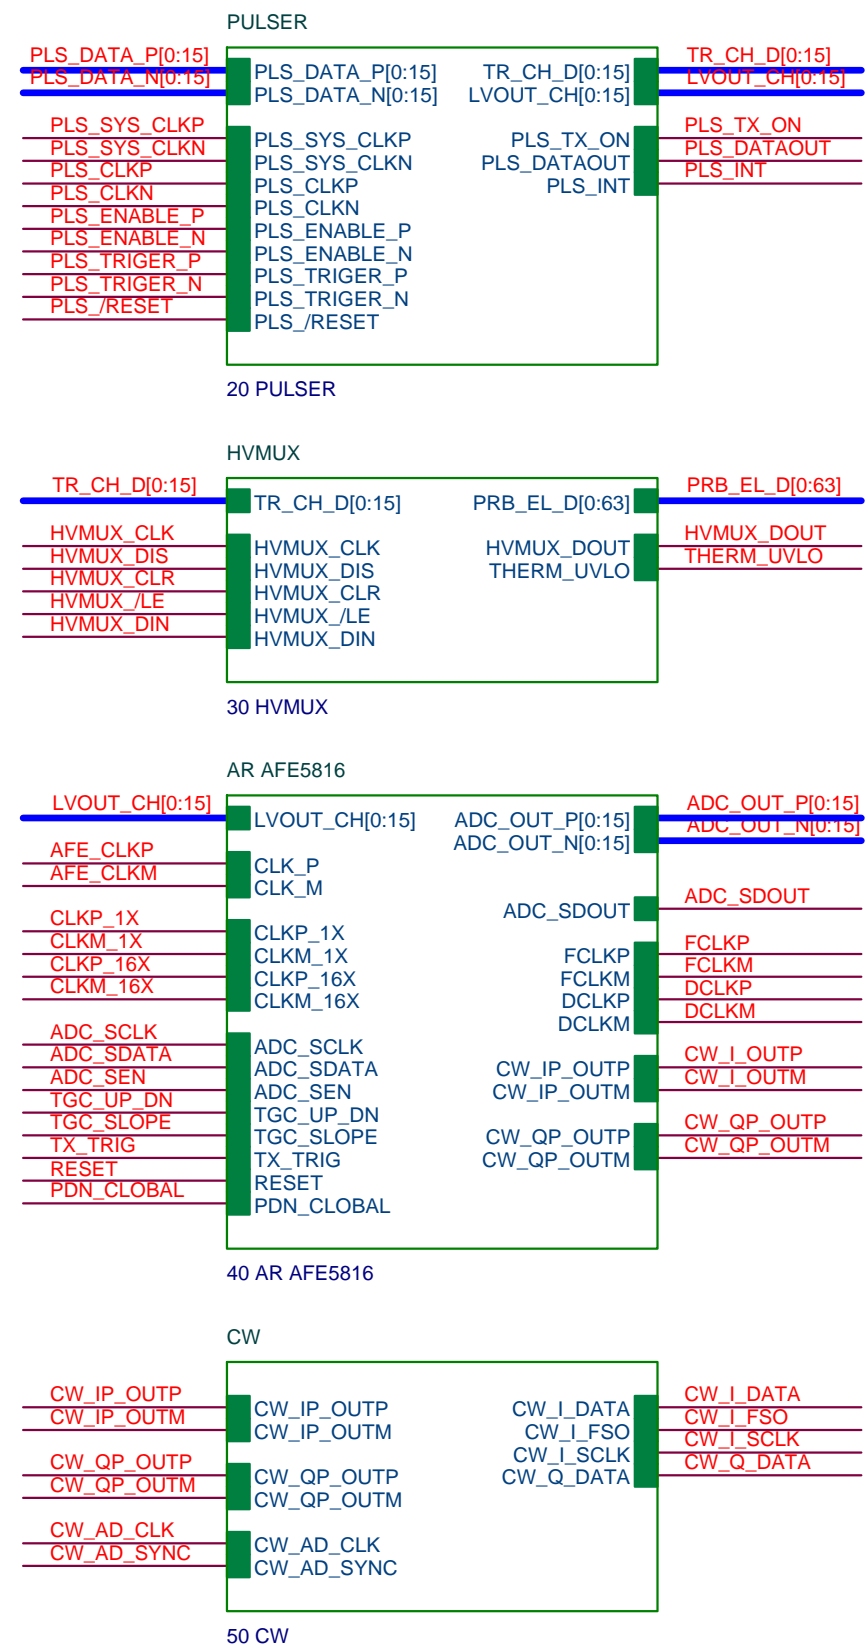 PULSER
PLS_DATA_P[0:15]
PLS_DATA_N[0:15]
PLS_SYS_CLKP
PLS_SYS_CLKN
PLS_CLKP
PLS_CLKN
PLS_ENABLE_P
PLS_ENABLE_N
PLS_TRIGER_P
PLS_TRIGER_N
PLS_/RESET
PLS_DATA_P[0:15]
PLS_DATA_N[0:15]
PLS_SYS_CLKP
PLS_SYS_CLKN
PLS_CLKP
PLS_CLKN
PLS_ENABLE_P
PLS_ENABLE_N
PLS_TRIGER_P
PLS_TRIGER_N
PLS_/RESET
TR_CH_D[0:15]
LVOUT_CH[0:15]
PLS_TX_ON
PLS_DATAOUT
PLS_INT
TR_CH_D[0:15]
LVOUT_CH[0:15]
PLS_TX_ON
PLS_DATAOUT
PLS_INT
20 PULSER
HVMUX
TR_CH_D[0:15]
HVMUX_CLK
HVMUX_DIS
HVMUX_CLR
HVMUX_/LE
HVMUX_DIN
TR_CH_D[0:15]
HVMUX_CLK
HVMUX_DIS
HVMUX_CLR
HVMUX_/LE
HVMUX_DIN
PRB_EL_D[0:63]
HVMUX_DOUT
THERM_UVLO
PRB_EL_D[0:63]
HVMUX_DOUT
THERM_UVLO
30 HVMUX
AR AFE5816
LVOUT_CH[0:15]
AFE_CLKP
AFE_CLKM
CLKP_1X
CLKM_1X
CLKP_16X
CLKM_16X
ADC_SCLK
ADC_SDATA
ADC_SEN
TGC_UP_DN
TGC_SLOPE
TX_TRIG
RESET
PDN_CLOBAL
LVOUT_CH[0:15]
CLK_P
CLK_M
CLKP_1X
CLKM_1X
CLKP_16X
CLKM_16X
ADC_SCLK
ADC_SDATA
ADC_SEN
TGC_UP_DN
TGC_SLOPE
TX_TRIG
RESET
PDN_CLOBAL
ADC_OUT_P[0:15]
ADC_OUT_N[0:15]
ADC_SDOUT
FCLKP
FCLKM
DCLKP
DCLKM
CW_IP_OUTP
CW_IP_OUTM
CW_QP_OUTP
CW_QP_OUTM
ADC_OUT_P[0:15]
ADC_OUT_N[0:15]
ADC_SDOUT
FCLKP
FCLKM
DCLKP
DCLKM
CW_I_OUTP
CW_I_OUTM
CW_QP_OUTP
CW_QP_OUTM
40 AR AFE5816
CW
CW_IP_OUTP
CW_IP_OUTM
CW_QP_OUTP
CW_QP_OUTM
CW_AD_CLK
CW_AD_SYNC
CW_IP_OUTP
CW_IP_OUTM
CW_QP_OUTP
CW_QP_OUTM
CW_AD_CLK
CW_AD_SYNC
CW_I_DATA
CW_I_FSO
CW_I_SCLK
CW_Q_DATA
CW_I_DATA
CW_I_FSO
CW_I_SCLK
CW_Q_DATA
50 CW